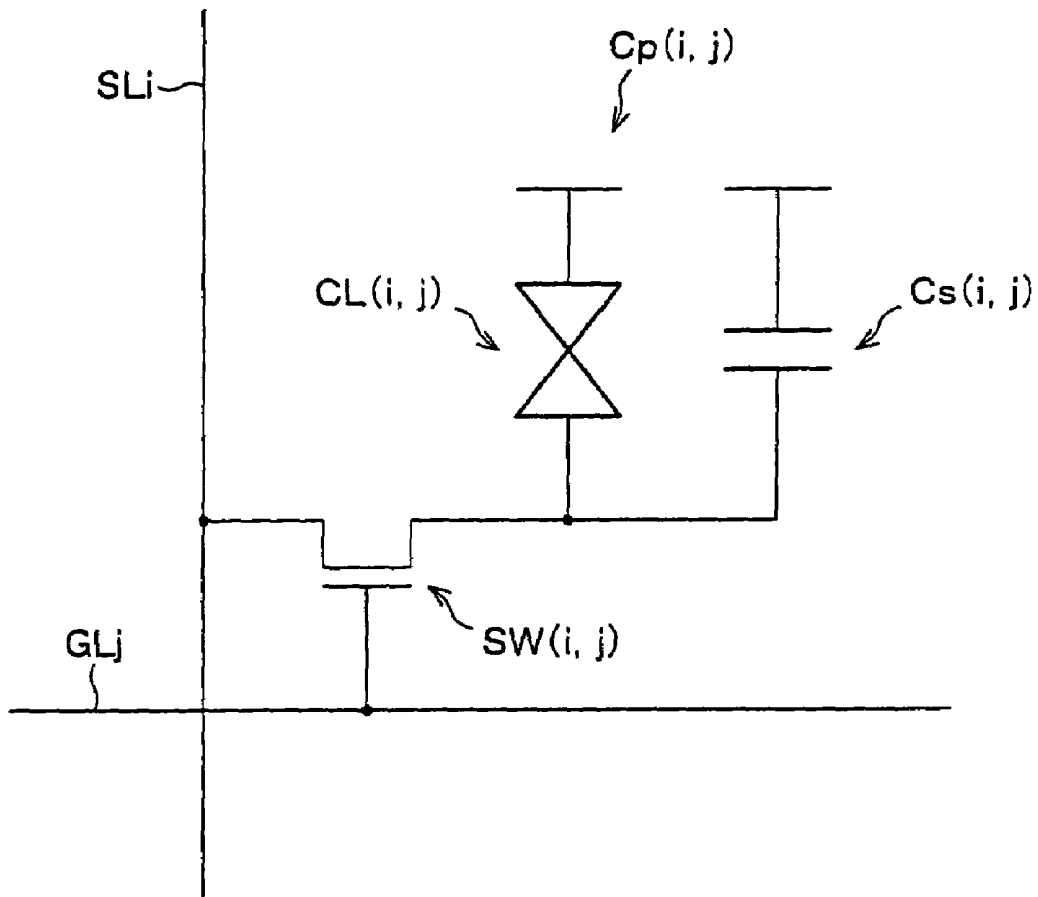 Cp(i, j)
SLi
CL(i, j)
Cs(i, j)
SW(i, j)
GLj